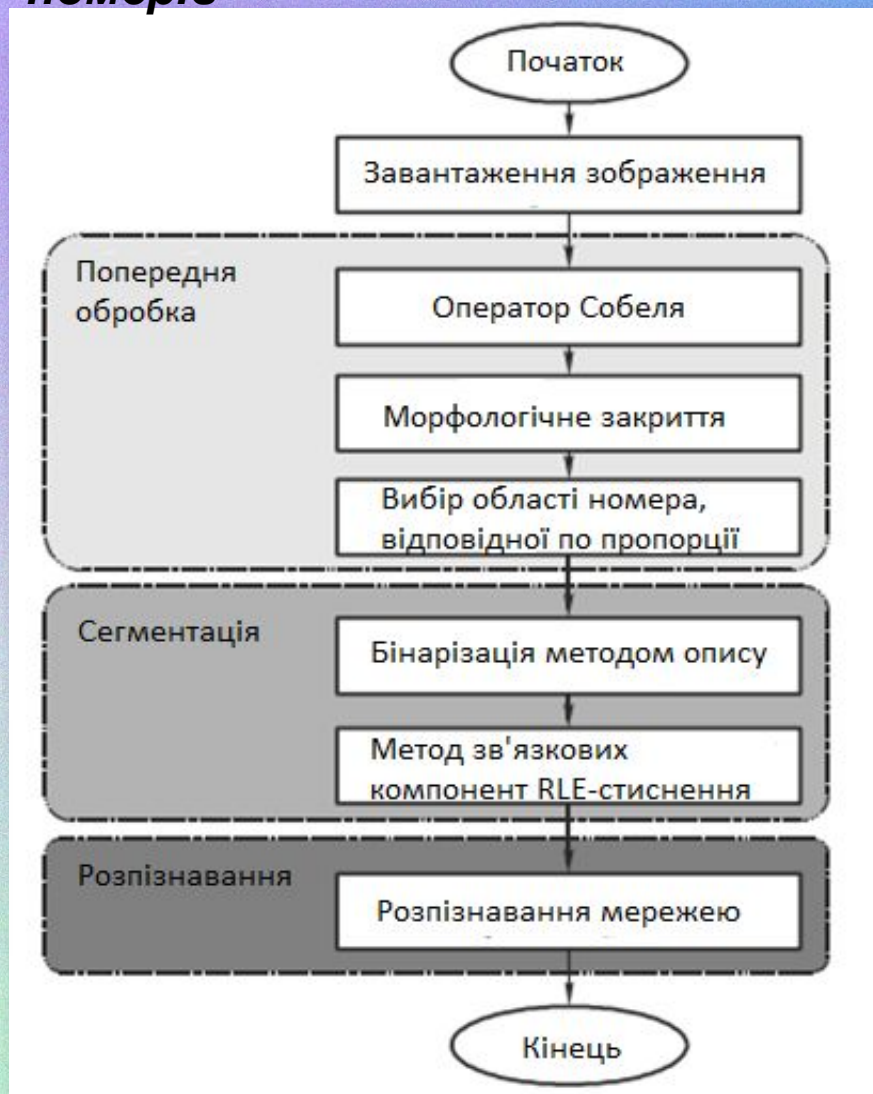 номерів
Початок
Завантаження зображення
Попередня
обробка
Оператор Собеля
Морфологічне закриття
Вибір області номера,
відповідної по пропорції
Сегментація
Бінарізація методом опису
Метод зв'язкових
компонент RLE-стиснення
Розпізнавання
Розпізнавання мережею
Кінець